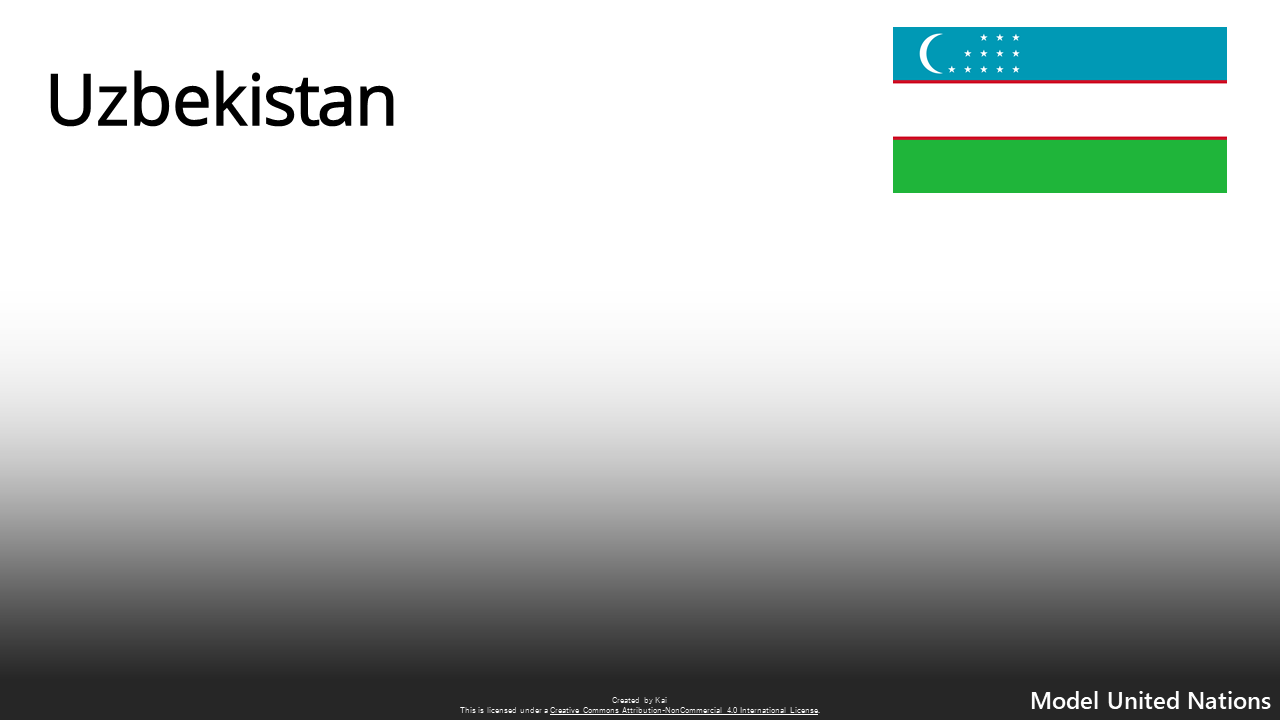 Uzbekistan
Created by Kai
This is licensed under a Creative Commons Attribution-NonCommercial 4.0 International License.
Model United Nations